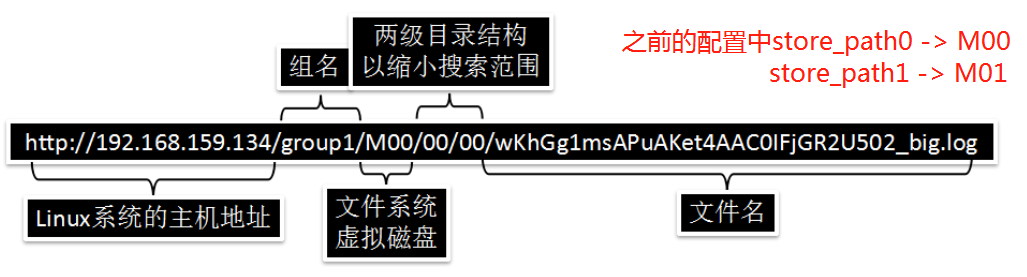 两级目录结构
以缩小搜索范围
组名
之前的配置中store_path0 -> M00
store_path1 -> M01
http://192.168.159.134/group1/M00/00/00/wKhGg1msAPuAKet4AAC0IFjGR2U502_big.log
Linux系统的主机地址
文件系统
虚拟磁盘
文件名